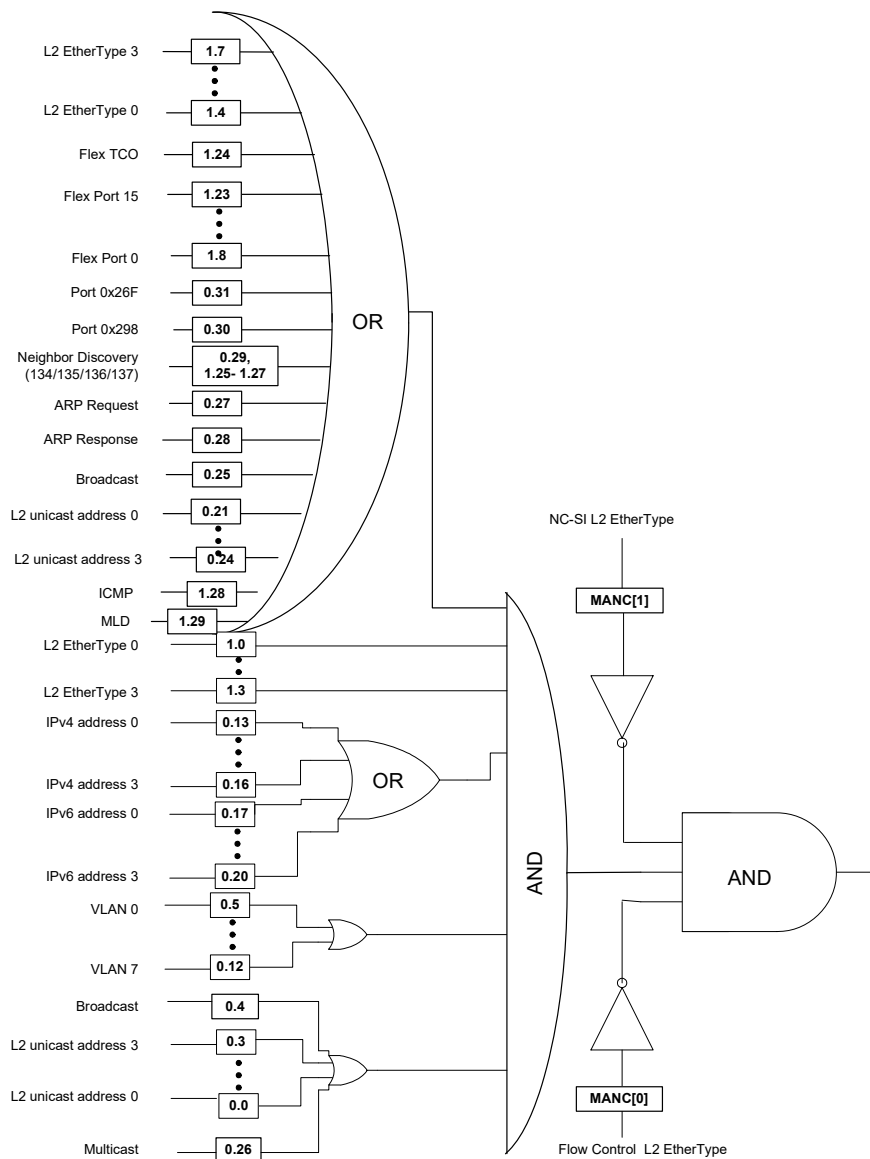 L2 EtherType 3
1.7
L2 EtherType 0
1.4
Flex TCO
1.24
Flex Port 15
1.23
Flex Port 0
1.8
Port 0x26F
0.31
Port 0x298
0.30
Neighbor Discovery
(134/135/136/137)
0.29,
1.25- 1.27
ARP Request
0.27
ARP Response
0.28
Broadcast
0.25
L2 unicast address 0
0.21
L2 unicast address 3
0.24
ICMP
1.28
MLD
1.29
OR
L2 EtherType 0
1.0
L2 EtherType 3
1.3
IPv4 address 0
0.13
IPv4 address 3
0.16
IPv6 address 0
0.17
IPv6 address 3
0.20
OR
VLAN 0
0.5
VLAN 7
0.12
Broadcast
0.4
L2 unicast address 3
0.3
L2 unicast address 0
0.0
Multicast
0.26
AND
NC-SI L2 EtherType
MANC[1]
AND
MANC[0]
Flow Control L2 EtherType